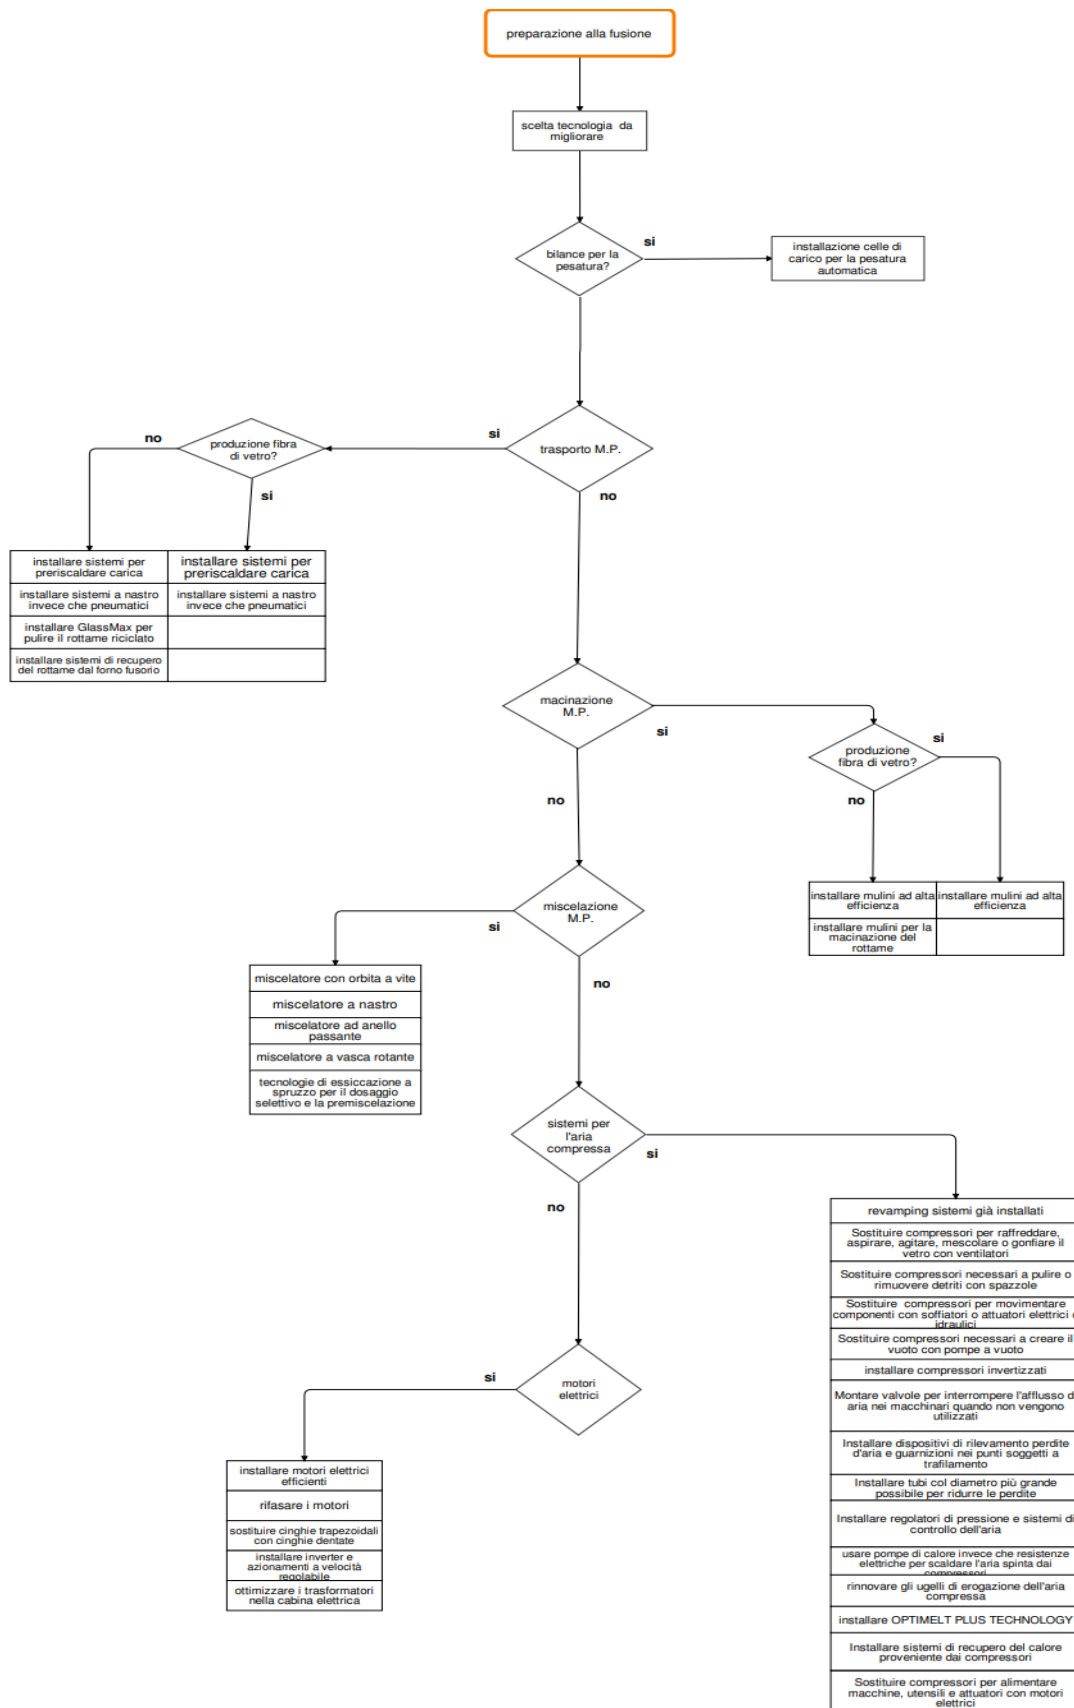 preparazione alla fusione
scelta tecnologia da
migliorare
bilance per la
pesatura?
si
installazione celle di
carico per la pesatura
automatica
trasporto M.P.
si
no
produzione fibra
di vetro?
no
si
installare sistemi per
preriscaldare carica
installare sistemi a nastro
invece che pneumatici
installare GlassMax per
pulire il rottame riciclato
installare sistemi di recupero
del rottame dal forno fusorio
installare sistemi per
preriscaldare carica
installare sistemi a nastro
invece che pneumatici
macinazione
M.P.
si
no
produzione
fibra di vetro?
si
no
installare mulini ad alta
efficienza
installare mulini per la
macinazione del
rottame
installare mulini ad alta
efficienza
miscelazione
M.P.
si
no
miscelatore con orbita a vite
miscelatore a nastro
miscelatore ad anello
passante
miscelatore a vasca rotante
tecnologie di essiccazione a
spruzzo per il dosaggio
selettivo e la premiscelazione
sistemi per
l'aria
compressa
si
no
revamping sistemi già installati
Sostituire compressori per raffreddare,
aspirare, agitare, mescolare o gonfiare il
vetro con ventilatori
Sostituire compressori necessari a pulire o
rimuovere detriti con spazzole
Sostituire compressori per movimentare
componenti con soffiatori o attuatori elettrici o
idraulici
Sostituire compressori necessari a creare il
vuoto con pompe a vuoto
installare compressori invertizzati
Montare valvole per interrompere l'afflusso d
aria nei macchinari quando non vengono
utilizzati
Installare dispositivi di rilevamento perdite
d'aria e guarnizioni nei punti soggetti a
trafilamento
Installare tubi col diametro più grande
possibile per ridurre le perdite
Installare regolatori di pressione e sistemi di
controllo dell'aria
usare pompe di calore invece che resistenze
elettriche per scaldare l'aria spinta dai
compressori
rinnovare gli ugelli di erogazione dell'aria
compressa
installare OPTIMELT PLUS TECHNOLOGY
Installare sistemi di recupero del calore
proveniente dai compressori
Sostituire compressori per alimentare
macchine, utensili e attuatori con motori
elettrici
motori
elettrici
si
installare motori elettrici
efficienti
rifasare i motori
sostituire cinghie trapezoidali
con cinghie dentate
installare inverter e
azionamenti a velocità
regolabile
ottimizzare i trasformatori
nella cabina elettrica